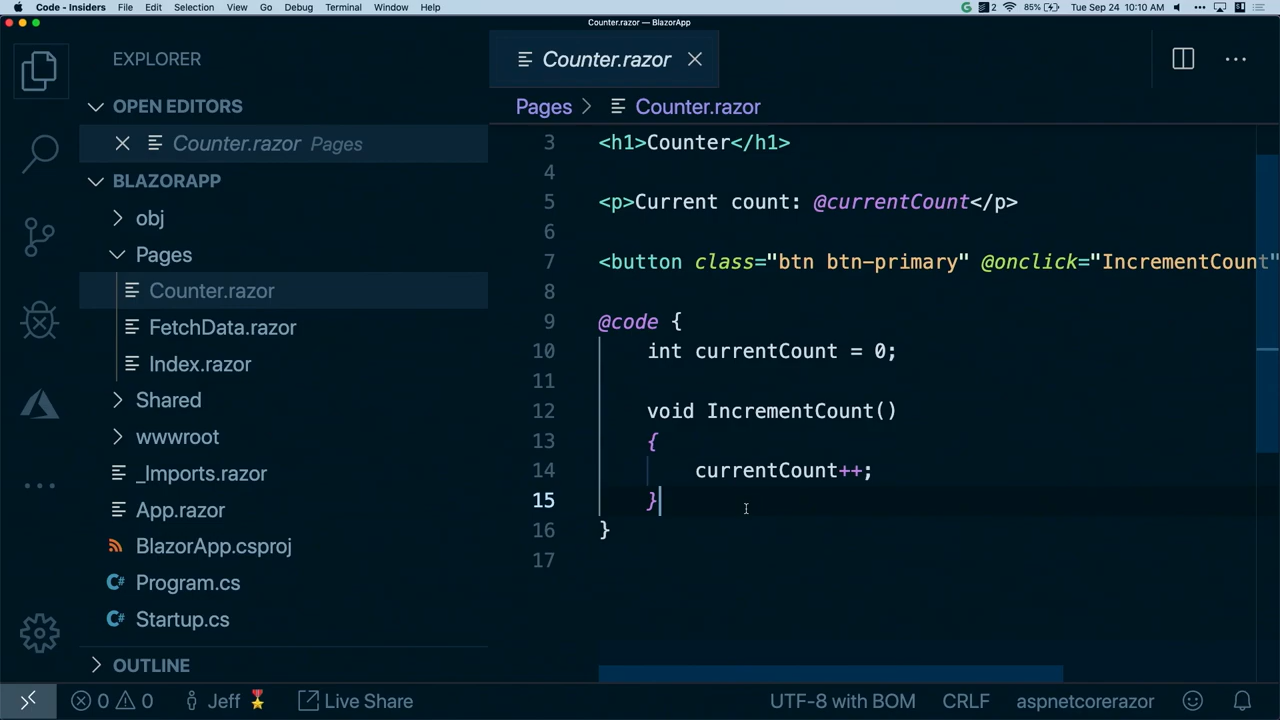 Code - Insiders File Edit Selection View Go Debug Terminal Window Help 2 85% Tue Sep 24 10:10 AM
Counter.razor — BlazorApp
EXPLORER
OPEN EDITORS
Counter.razor Pages
BLAZORAPP
obj
Pages
Counter.razor
FetchData.razor
Index.razor
Shared
wwwroot
_Imports.razor
App.razor
BlazorApp.csproj
C# Program.cs
C# Startup.cs
OUTLINE
Counter.razor
Pages > Counter.razor
3 <h1>Counter</h1>
4
5 <p>Current count: @currentCount</p>
6
7 <button class="btn btn-primary" @onclick="IncrementCount"
8
9 @code {
10 int currentCount = 0;
11
12 void IncrementCount()
13 {
14 currentCount++;
15 }
16 }
17
0 0 Jeff Live Share UTF-8 with BOM CRLF aspnetcorerazor